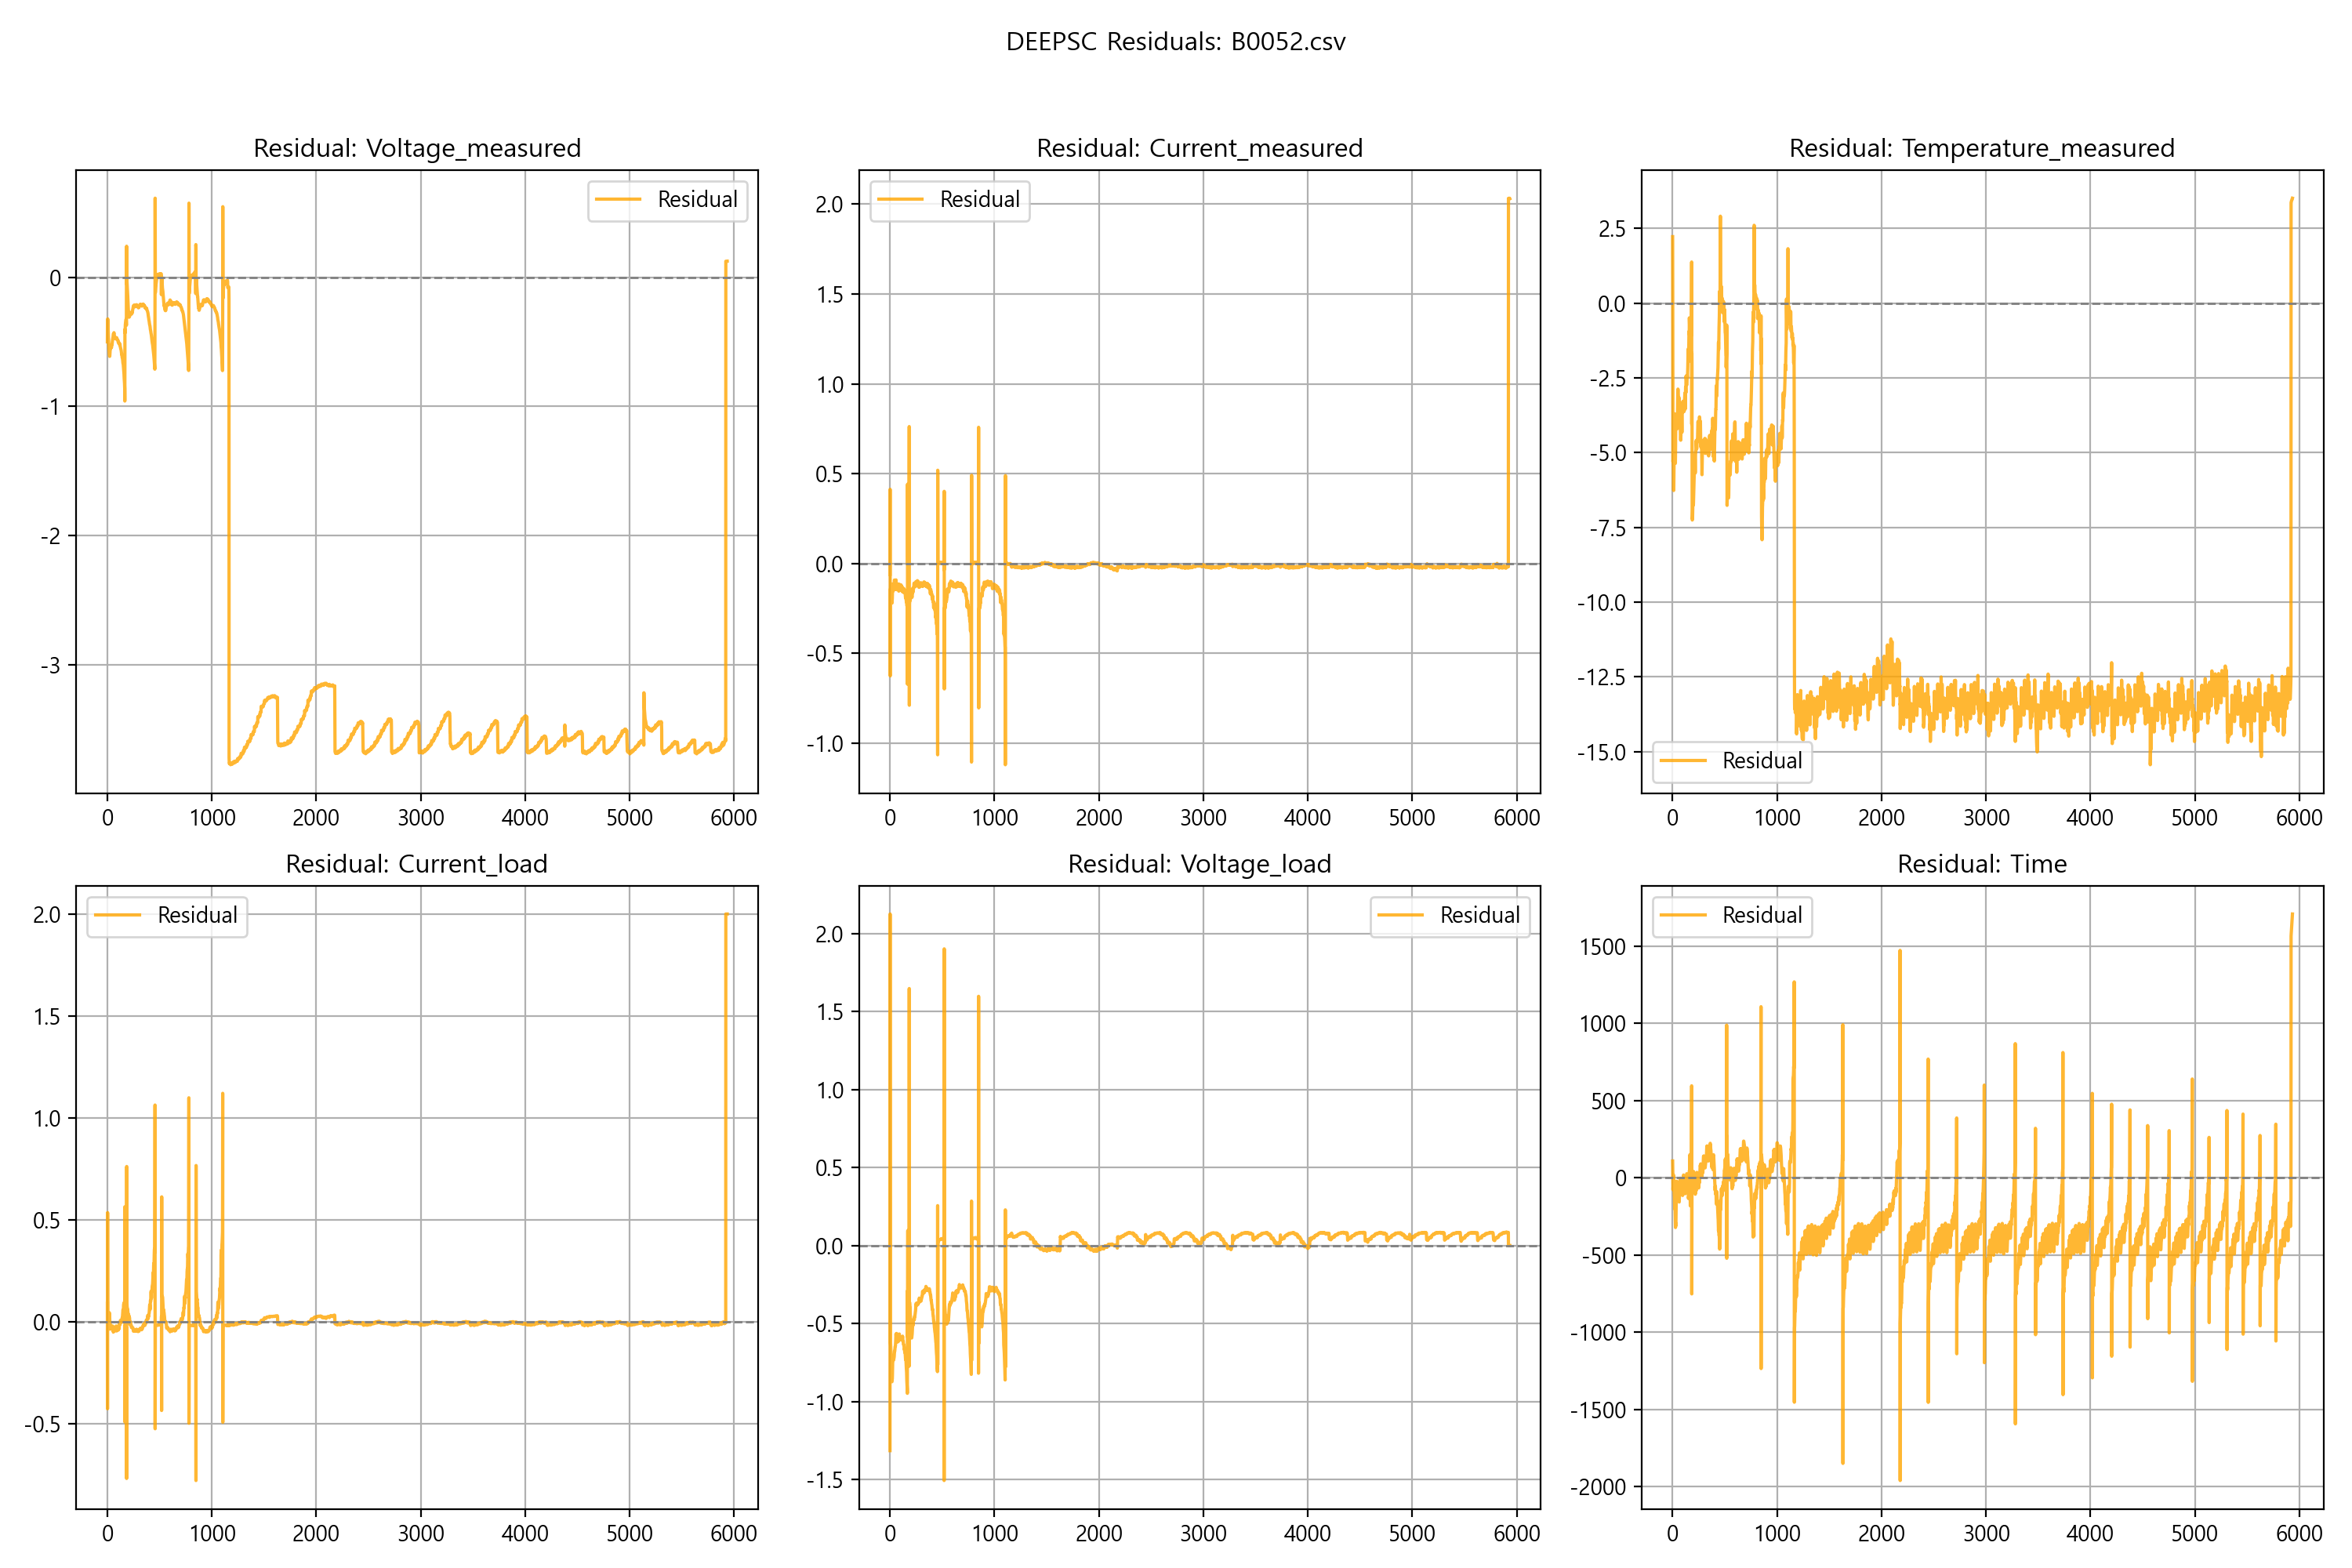 DEEPSC Residuals: B0052.csv
Residual: Voltage_measured
Residual: Current_measured
Residual: Temperature_measured
Residual
Residual
Residual
0
-1
-2
-3
2.0
1.5
1.0
0.5
0.0
-0.5
-1.0
2.5
0.0
-2.5
-5.0
-7.5
-10.0
-12.5
-15.0
0 1000 2000 3000 4000 5000 6000
0 1000 2000 3000 4000 5000 6000
0 1000 2000 3000 4000 5000 6000
Residual: Current_load
Residual: Voltage_load
Residual: Time
Residual
Residual
Residual
2.0
1.5
1.0
0.5
0.0
-0.5
2.0
1.5
1.0
0.5
0.0
-0.5
-1.0
-1.5
1500
1000
500
0
-500
-1000
-1500
-2000
0 1000 2000 3000 4000 5000 6000
0 1000 2000 3000 4000 5000 6000
0 1000 2000 3000 4000 5000 6000